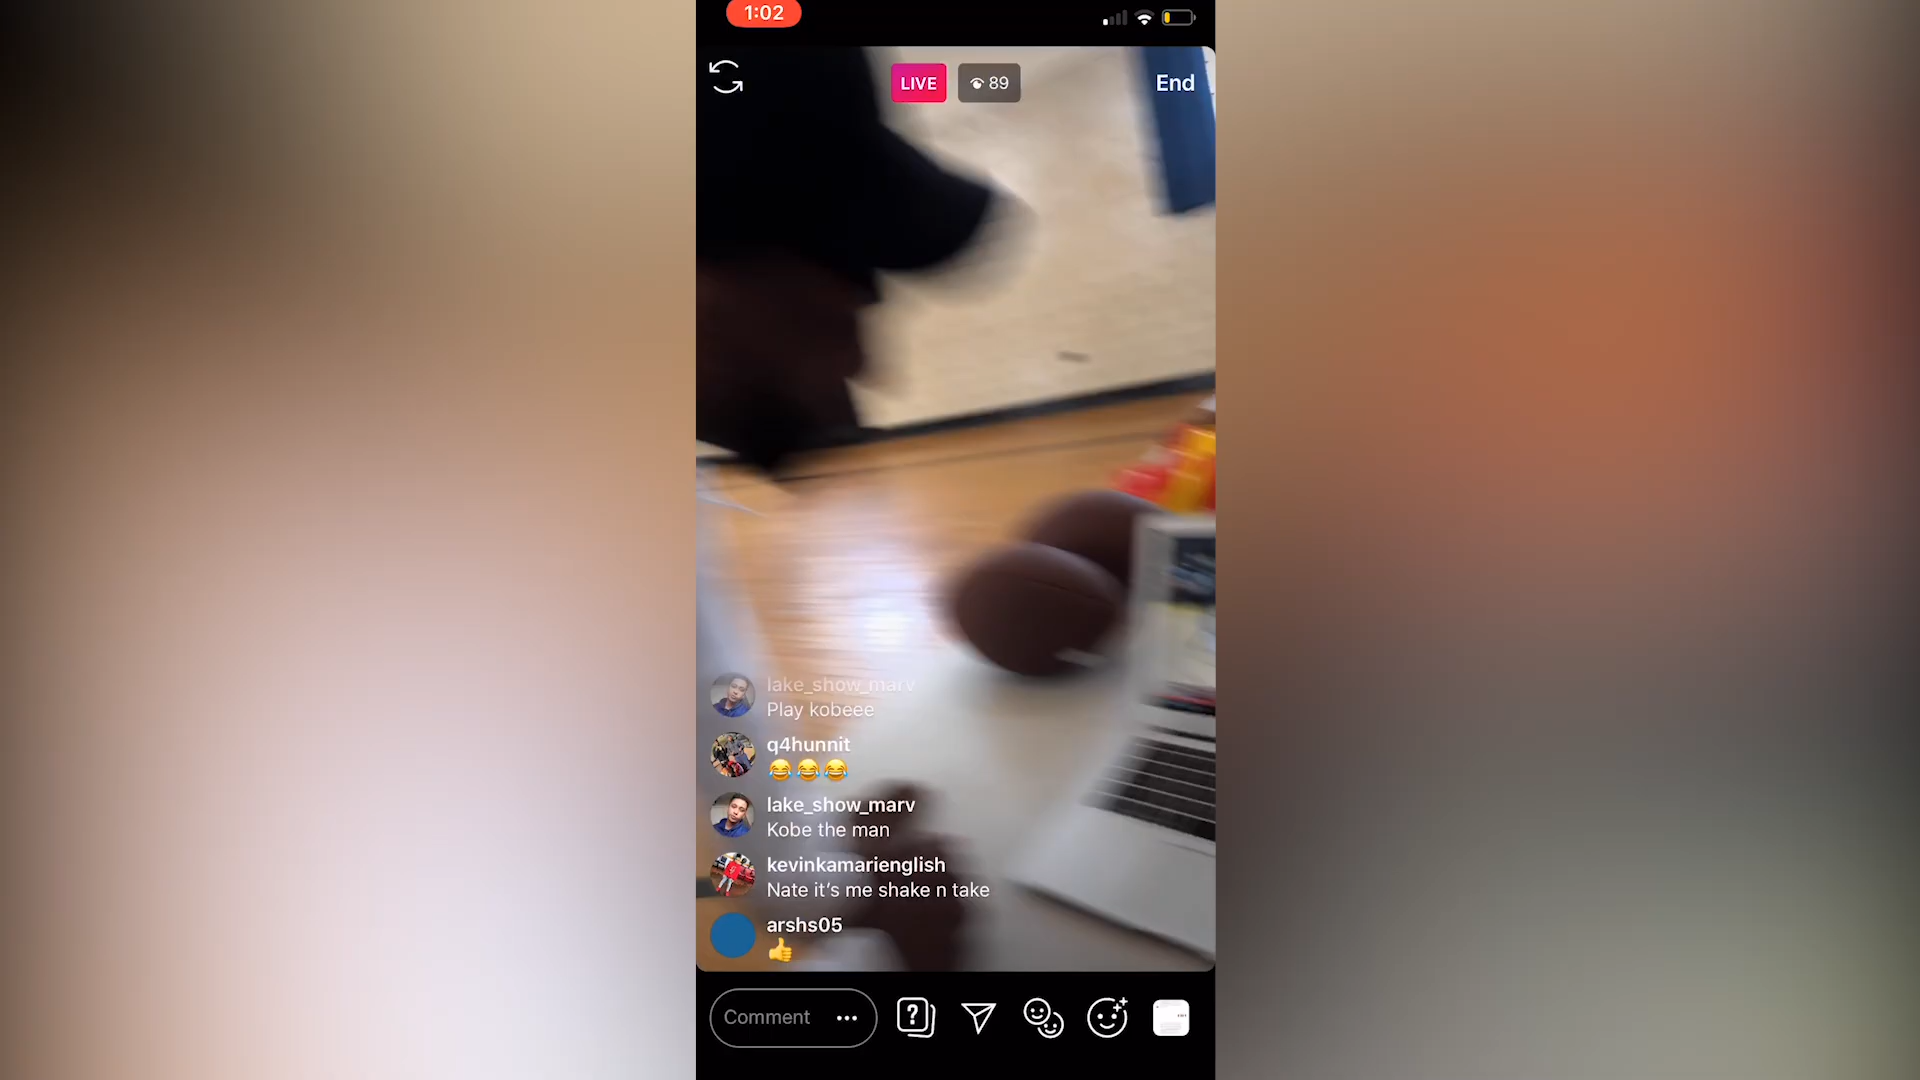 1:02
LIVE
89
End
lake_show_marv
Play kobeee
q4hunnit
😂😂😂
lake_show_marv
Kobe the man
kevinkamarienglish
Nate it's me shake n take
arshs05
👍
Comment